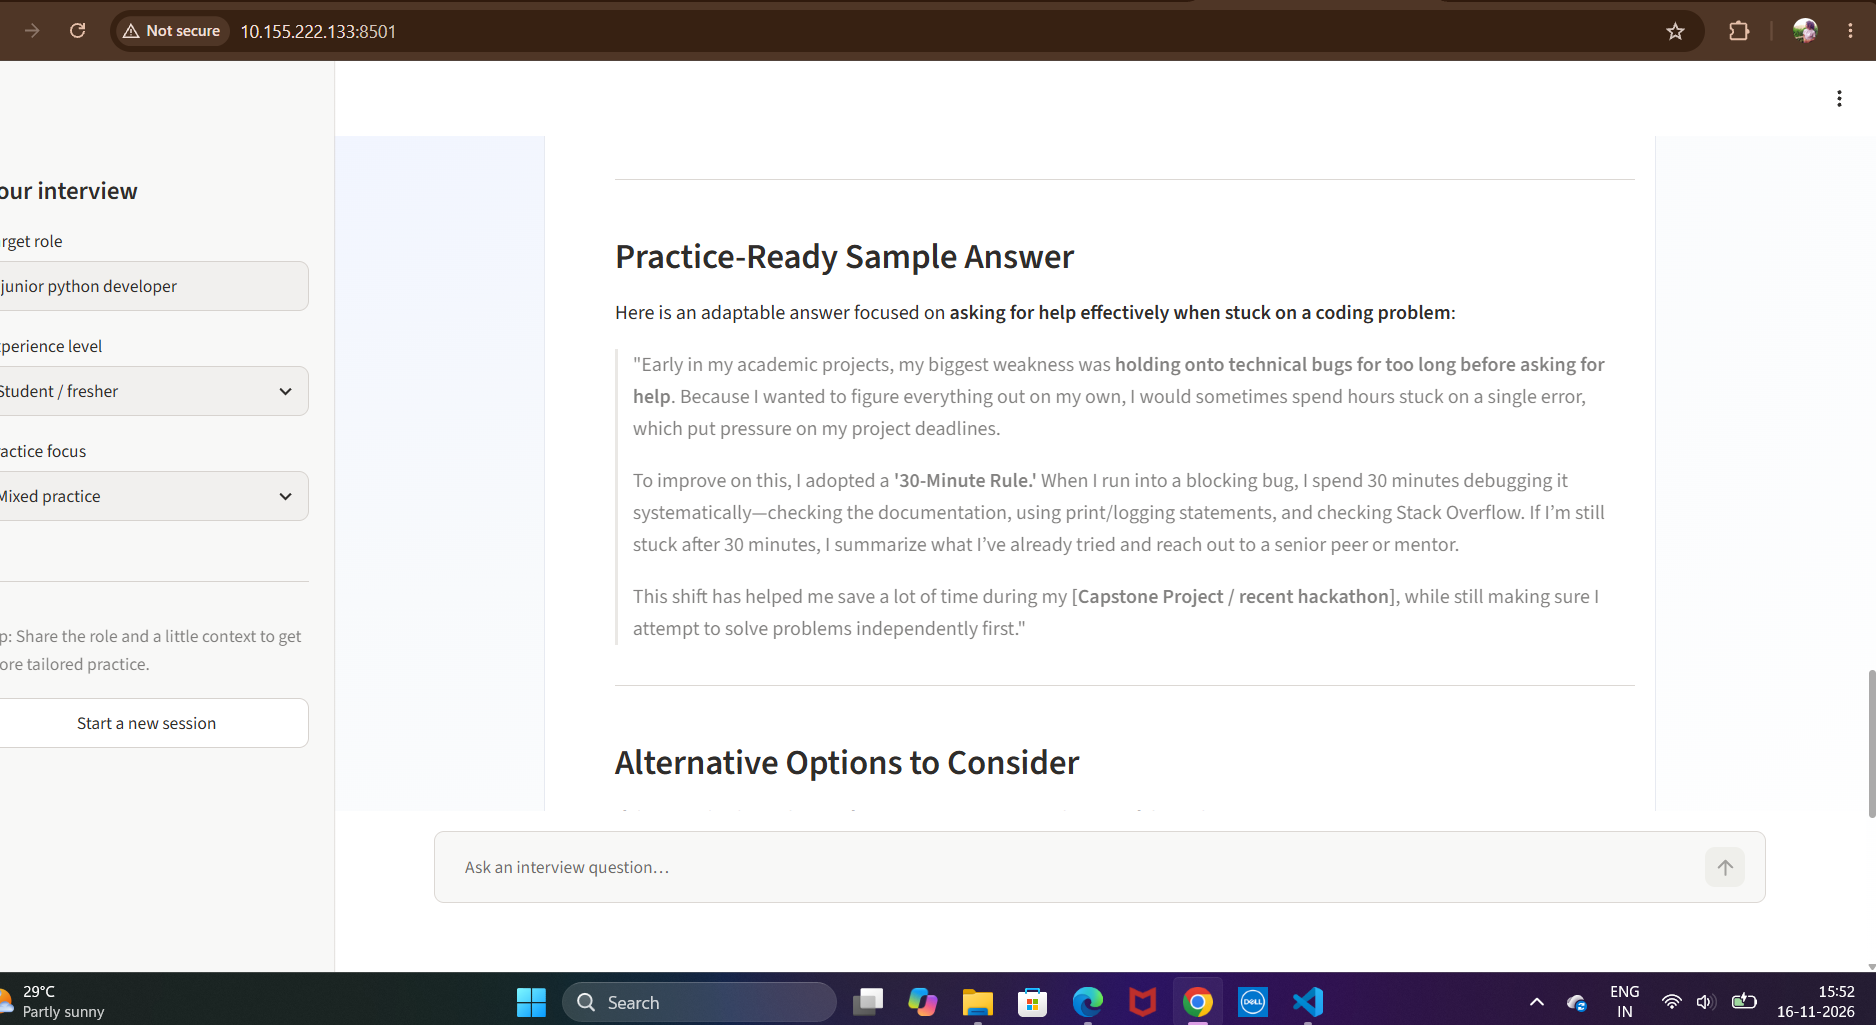 Not secure
10.155.222.133:8501
our interview
rget role
junior python developer
perience level
Student / fresher
actice focus
Mixed practice
p: Share the role and a little context to get
ore tailored practice.
Start a new session
Practice-Ready Sample Answer
Here is an adaptable answer focused on asking for help effectively when stuck on a coding problem:
"Early in my academic projects, my biggest weakness was holding onto technical bugs for too long before asking for
help. Because I wanted to figure everything out on my own, I would sometimes spend hours stuck on a single error,
which put pressure on my project deadlines.
To improve on this, I adopted a '30-Minute Rule.' When I run into a blocking bug, I spend 30 minutes debugging it
systematically—checking the documentation, using print/logging statements, and checking Stack Overflow. If I’m still
stuck after 30 minutes, I summarize what I’ve already tried and reach out to a senior peer or mentor.
This shift has helped me save a lot of time during my [Capstone Project / recent hackathon], while still making sure I
attempt to solve problems independently first."
Alternative Options to Consider
Ask an interview question…
29°C
Partly sunny
Search
DELL
ENG
IN
15:52
16-11-2026